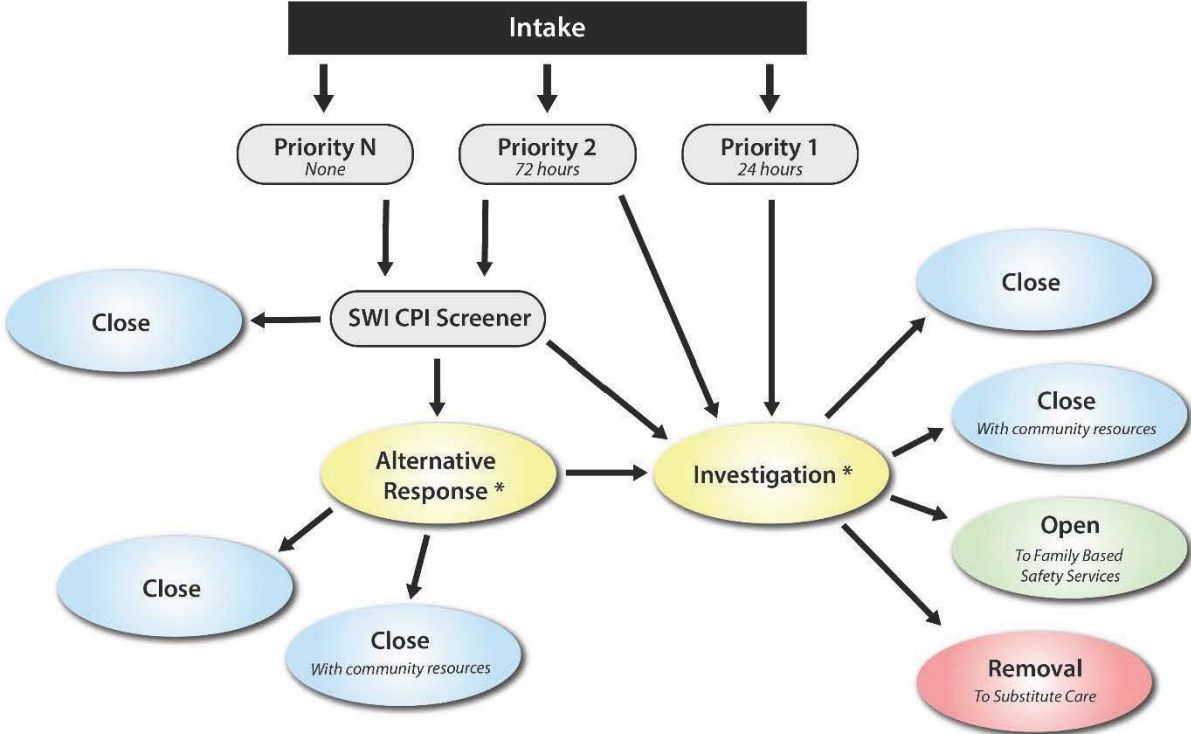 Intake
Priority N
None
Priority 2
72 hours
Priority 1
24 hours
Close
SWI CPI Screener
Close
Close
With community resources
Alternative
Response *
Investigation *
Open
To Family Based
Safety Services
Close
Close
With community resources
Removal
To Substitute Care